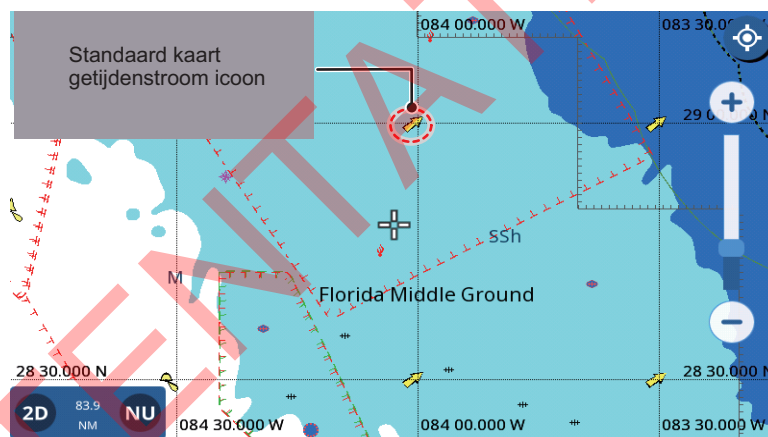 084 00.000 W
083 30.00
Standaard kaart
getijdenstroom icoon
29 0
.000 N
SSh
M
Florida Middle Ground
28 30.000 N
28 30.000 N
2D
83.9
NM
NU
084 30.000 W
084 00.000 W
083 30.000 W